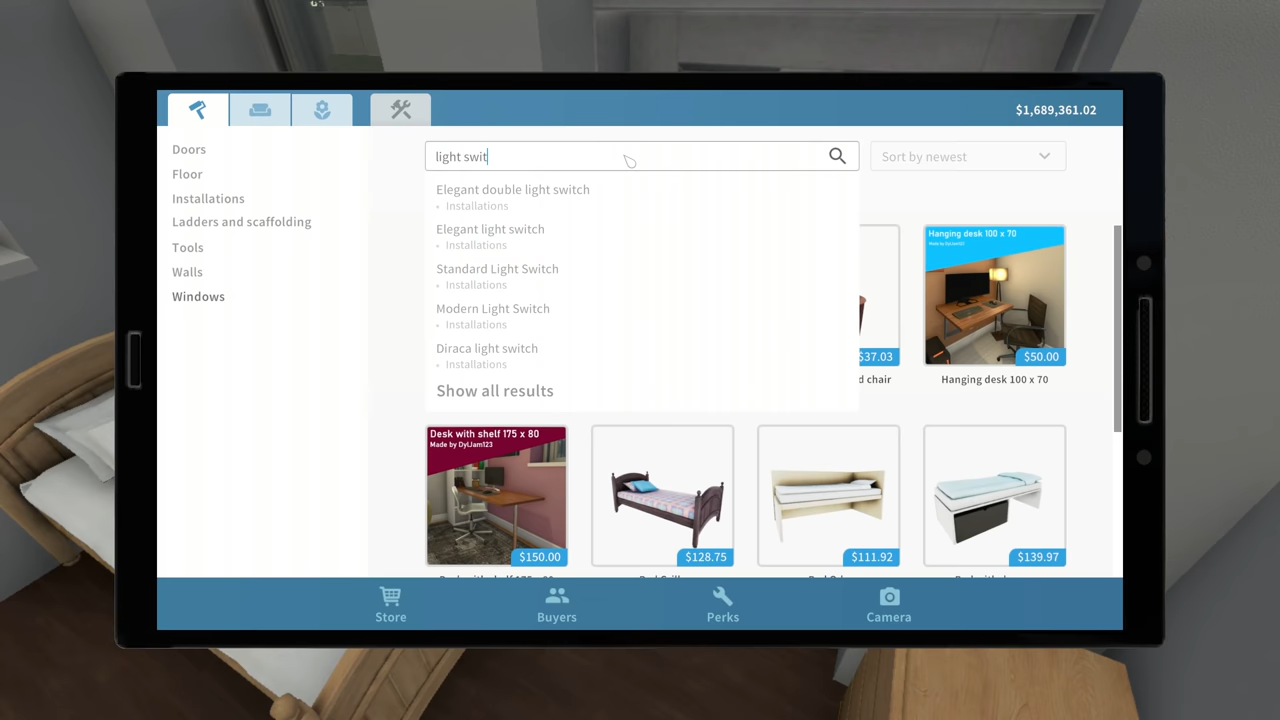 $1,689,361.02
Doors
Floor
Installations
Ladders and scaffolding
Tools
Walls
Windows
light swit
Sort by newest
Elegant double light switch
• Installations
Elegant light switch
• Installations
Standard Light Switch
• Installations
Modern Light Switch
• Installations
Diraca light switch
• Installations
Show all results
$37.03
d chair
Hanging desk 100 x 70
Made by DylJam123
$50.00
Hanging desk 100 x 70
Desk with shelf 175 x 80
Made by DylJam123
$150.00
$128.75
$111.92
$139.97
Store
Buyers
Perks
Camera